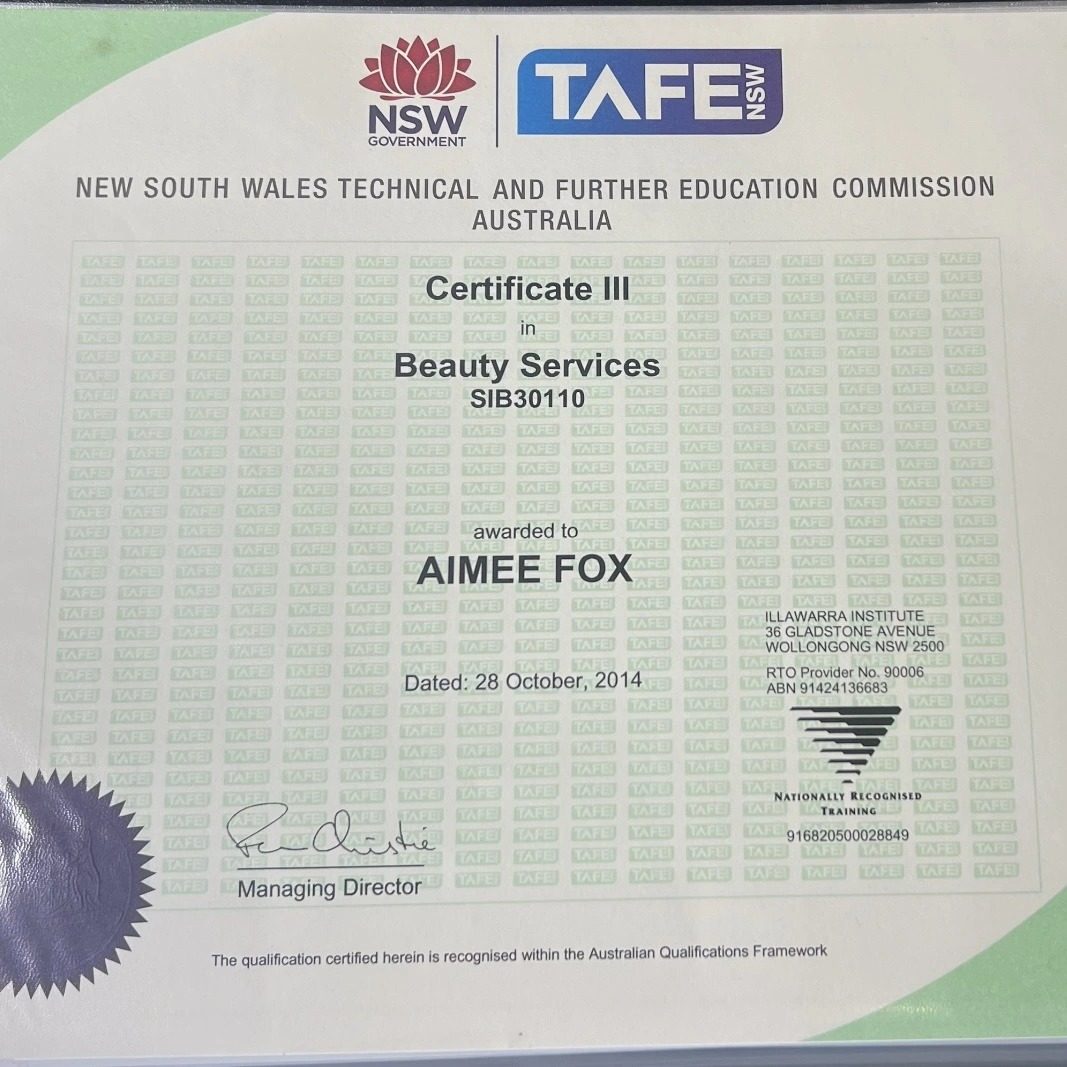 NSW
GOVERNMENT
TAFE NSW
NEW SOUTH WALES TECHNICAL AND FURTHER EDUCATION COMMISSION
AUSTRALIA
Certificate III
in
Beauty Services
SIB30110
awarded to
AIMEE FOX
ILLAWARRA INSTITUTE
36 GLADSTONE AVENUE
WOLLONGONG NSW 2500
RTO Provider No. 90006
ABN 91424136683
Dated: 28 October, 2014
NATIONALLY RECOGNISED
TRAINING
916820500028849
Managing Director
The qualification certified herein is recognised within the Australian Qualifications Framework